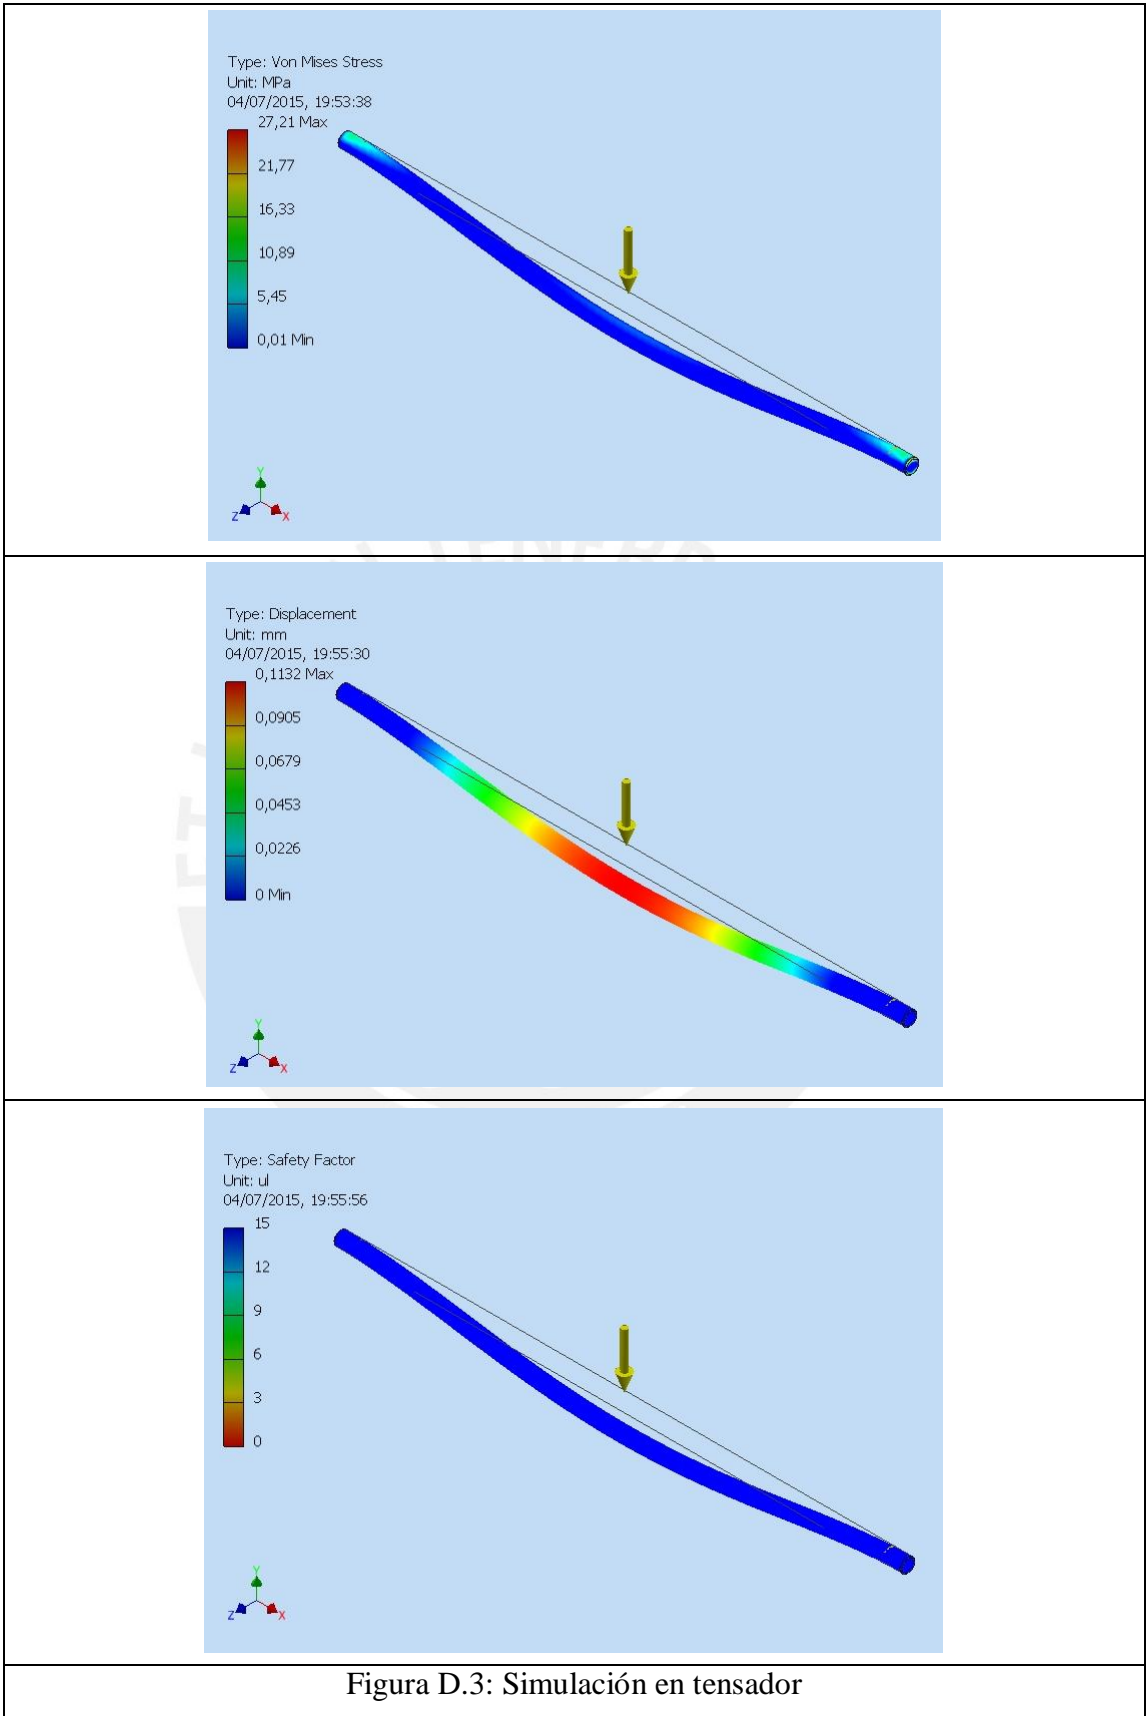 Type: Von Mises Stress
Unit: MPa
04/07/2015, 19:53:38
27,21 Max
21,77
16,33
10,89
5,45
0,01 Min
Y
Z
X
TENEBR
Type: Displacement
Unit: mm
04/07/2015, 19:55:30
0,1132 Max
0,0905
0,0679
0,0453
0,0226
0 Min
Y
Z
X
Type: Safety Factor
Unit: ul
04/07/2015, 19:55:56
15
12
9
6
3
0
Y
Z
X
Figura D.3: Simulación en tensador